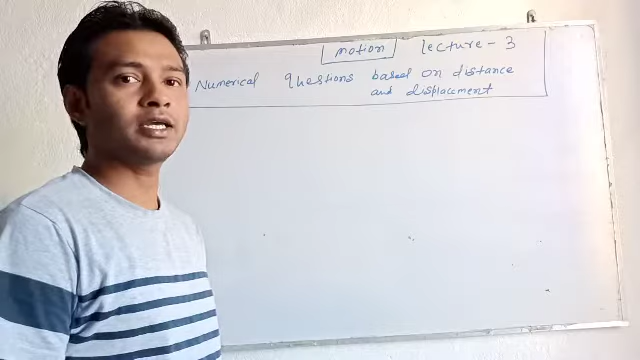 motion lecture - 3
Numerical Questions based on distance
and displacement